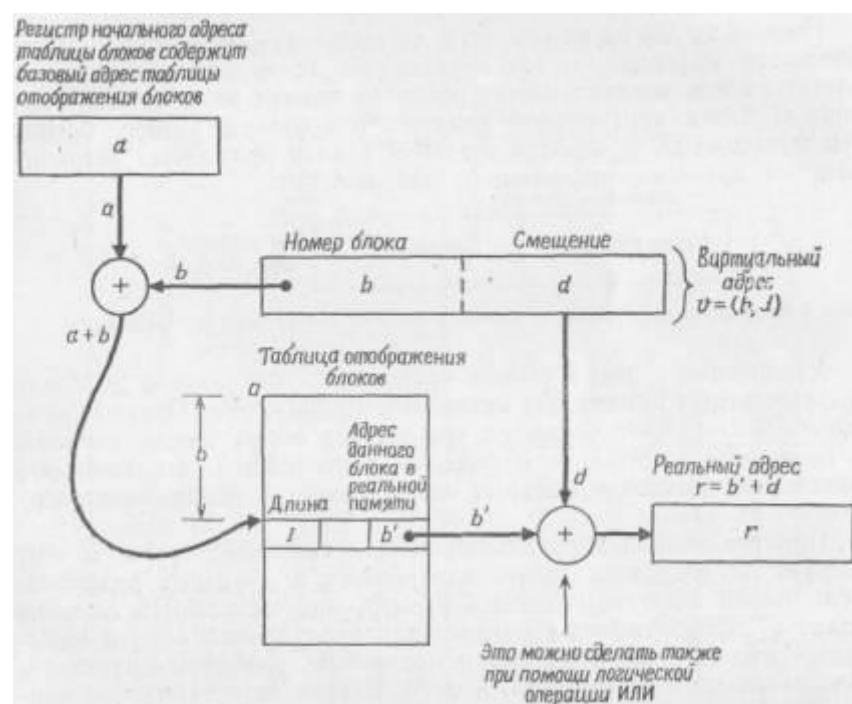 Регистр начального адреса
таблицы блоков содержит
базовый адрес таблицы
отображения блоков
a
a
Номер блока
Смещение
b
+
b
d
Виртуальный
адрес
v = (b, d)
a + b
Таблица отображения
блоков
a
b
Адрес
данного
блока в
реальной
памяти
Длина
l
b'
b'
d
+
Реальный адрес
r = b' + d
r
Это можно сделать также
при помощи логической
операции ИЛИ